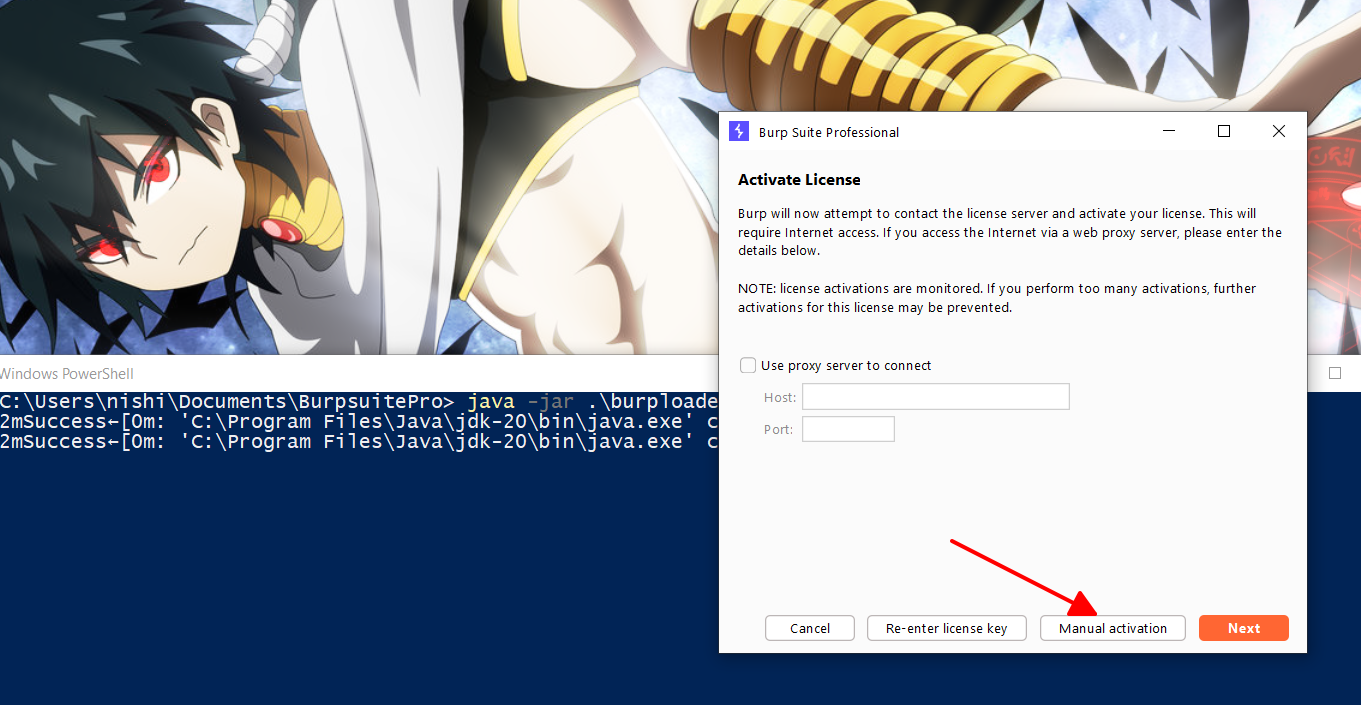 Burp Suite Professional
Activate License
Burp will now attempt to contact the license server and activate your license. This will
require Internet access. If you access the Internet via a web proxy server, please enter the
details below.
NOTE: license activations are monitored. If you perform too many activations, further
activations for this license may be prevented.
Use proxy server to connect
Host:
Port:
Cancel
Re-enter license key
Manual activation
Next
Windows PowerShell
C:\Users\nishi\Documents\BurpsuitePro> java -jar .\burploade
2mSuccess←[0m: 'C:\Program Files\Java\jdk-20\bin\java.exe' c
2mSuccess←[0m: 'C:\Program Files\Java\jdk-20\bin\java.exe' c